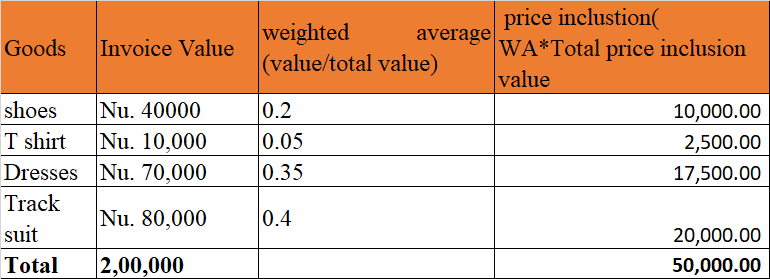 Goods
Invoice Value
weighted average
(value/total value)
price inclustion(
WA*Total price inclusion
value
shoes Nu. 40000 0.2 10,000.00
T shirt Nu. 10,000 0.05 2,500.00
Dresses Nu. 70,000 0.35 17,500.00
Track
suit
Nu. 80,000 0.4
20,000.00
Total 2,00,000 50,000.00